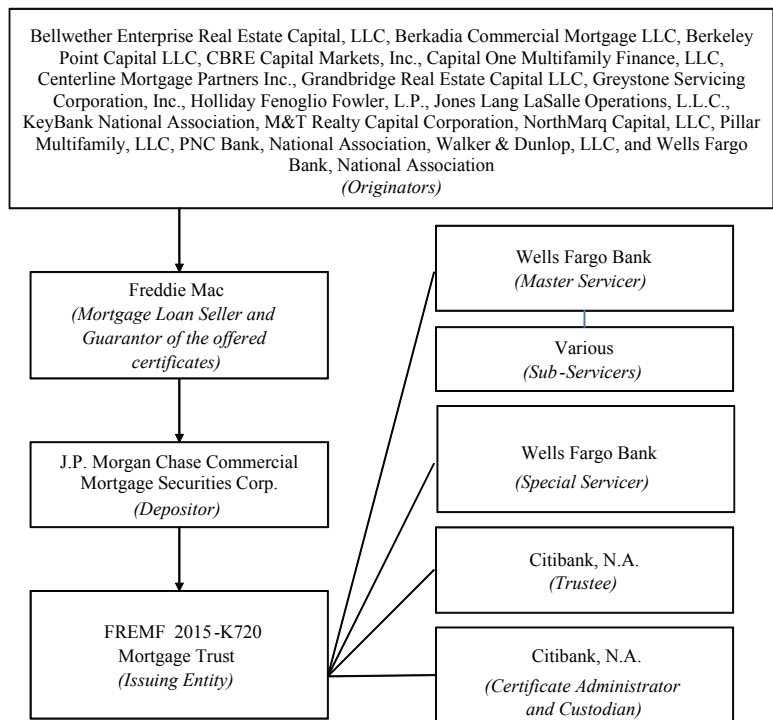 Bellwether Enterprise Real Estate Capital, LLC, Berkadia Commercial Mortgage LLC, Berkeley
Point Capital LLC, CBRE Capital Markets, Inc., Capital One Multifamily Finance, LLC,
Centerline Mortgage Partners Inc., Grandbridge Real Estate Capital LLC, Greystone Servicing
Corporation, Inc., Holliday Fenoglio Fowler, L.P., Jones Lang LaSalle Operations, L.L.C.,
KeyBank National Association, M&T Realty Capital Corporation, NorthMarq Capital, LLC, Pillar
Multifamily, LLC, PNC Bank, National Association, Walker & Dunlop, LLC, and Wells Fargo
Bank, National Association
(Originators)
Freddie Mac
(Mortgage Loan Seller and
Guarantor of the offered
certificates)
J.P. Morgan Chase Commercial
Mortgage Securities Corp.
(Depositor)
FREMF 2015-K720
Mortgage Trust
(Issuing Entity)
Wells Fargo Bank
(Master Servicer)
Various
(Sub-Servicers)
Wells Fargo Bank
(Special Servicer)
Citibank, N.A.
(Trustee)
Citibank, N.A.
(Certificate Administrator
and Custodian)